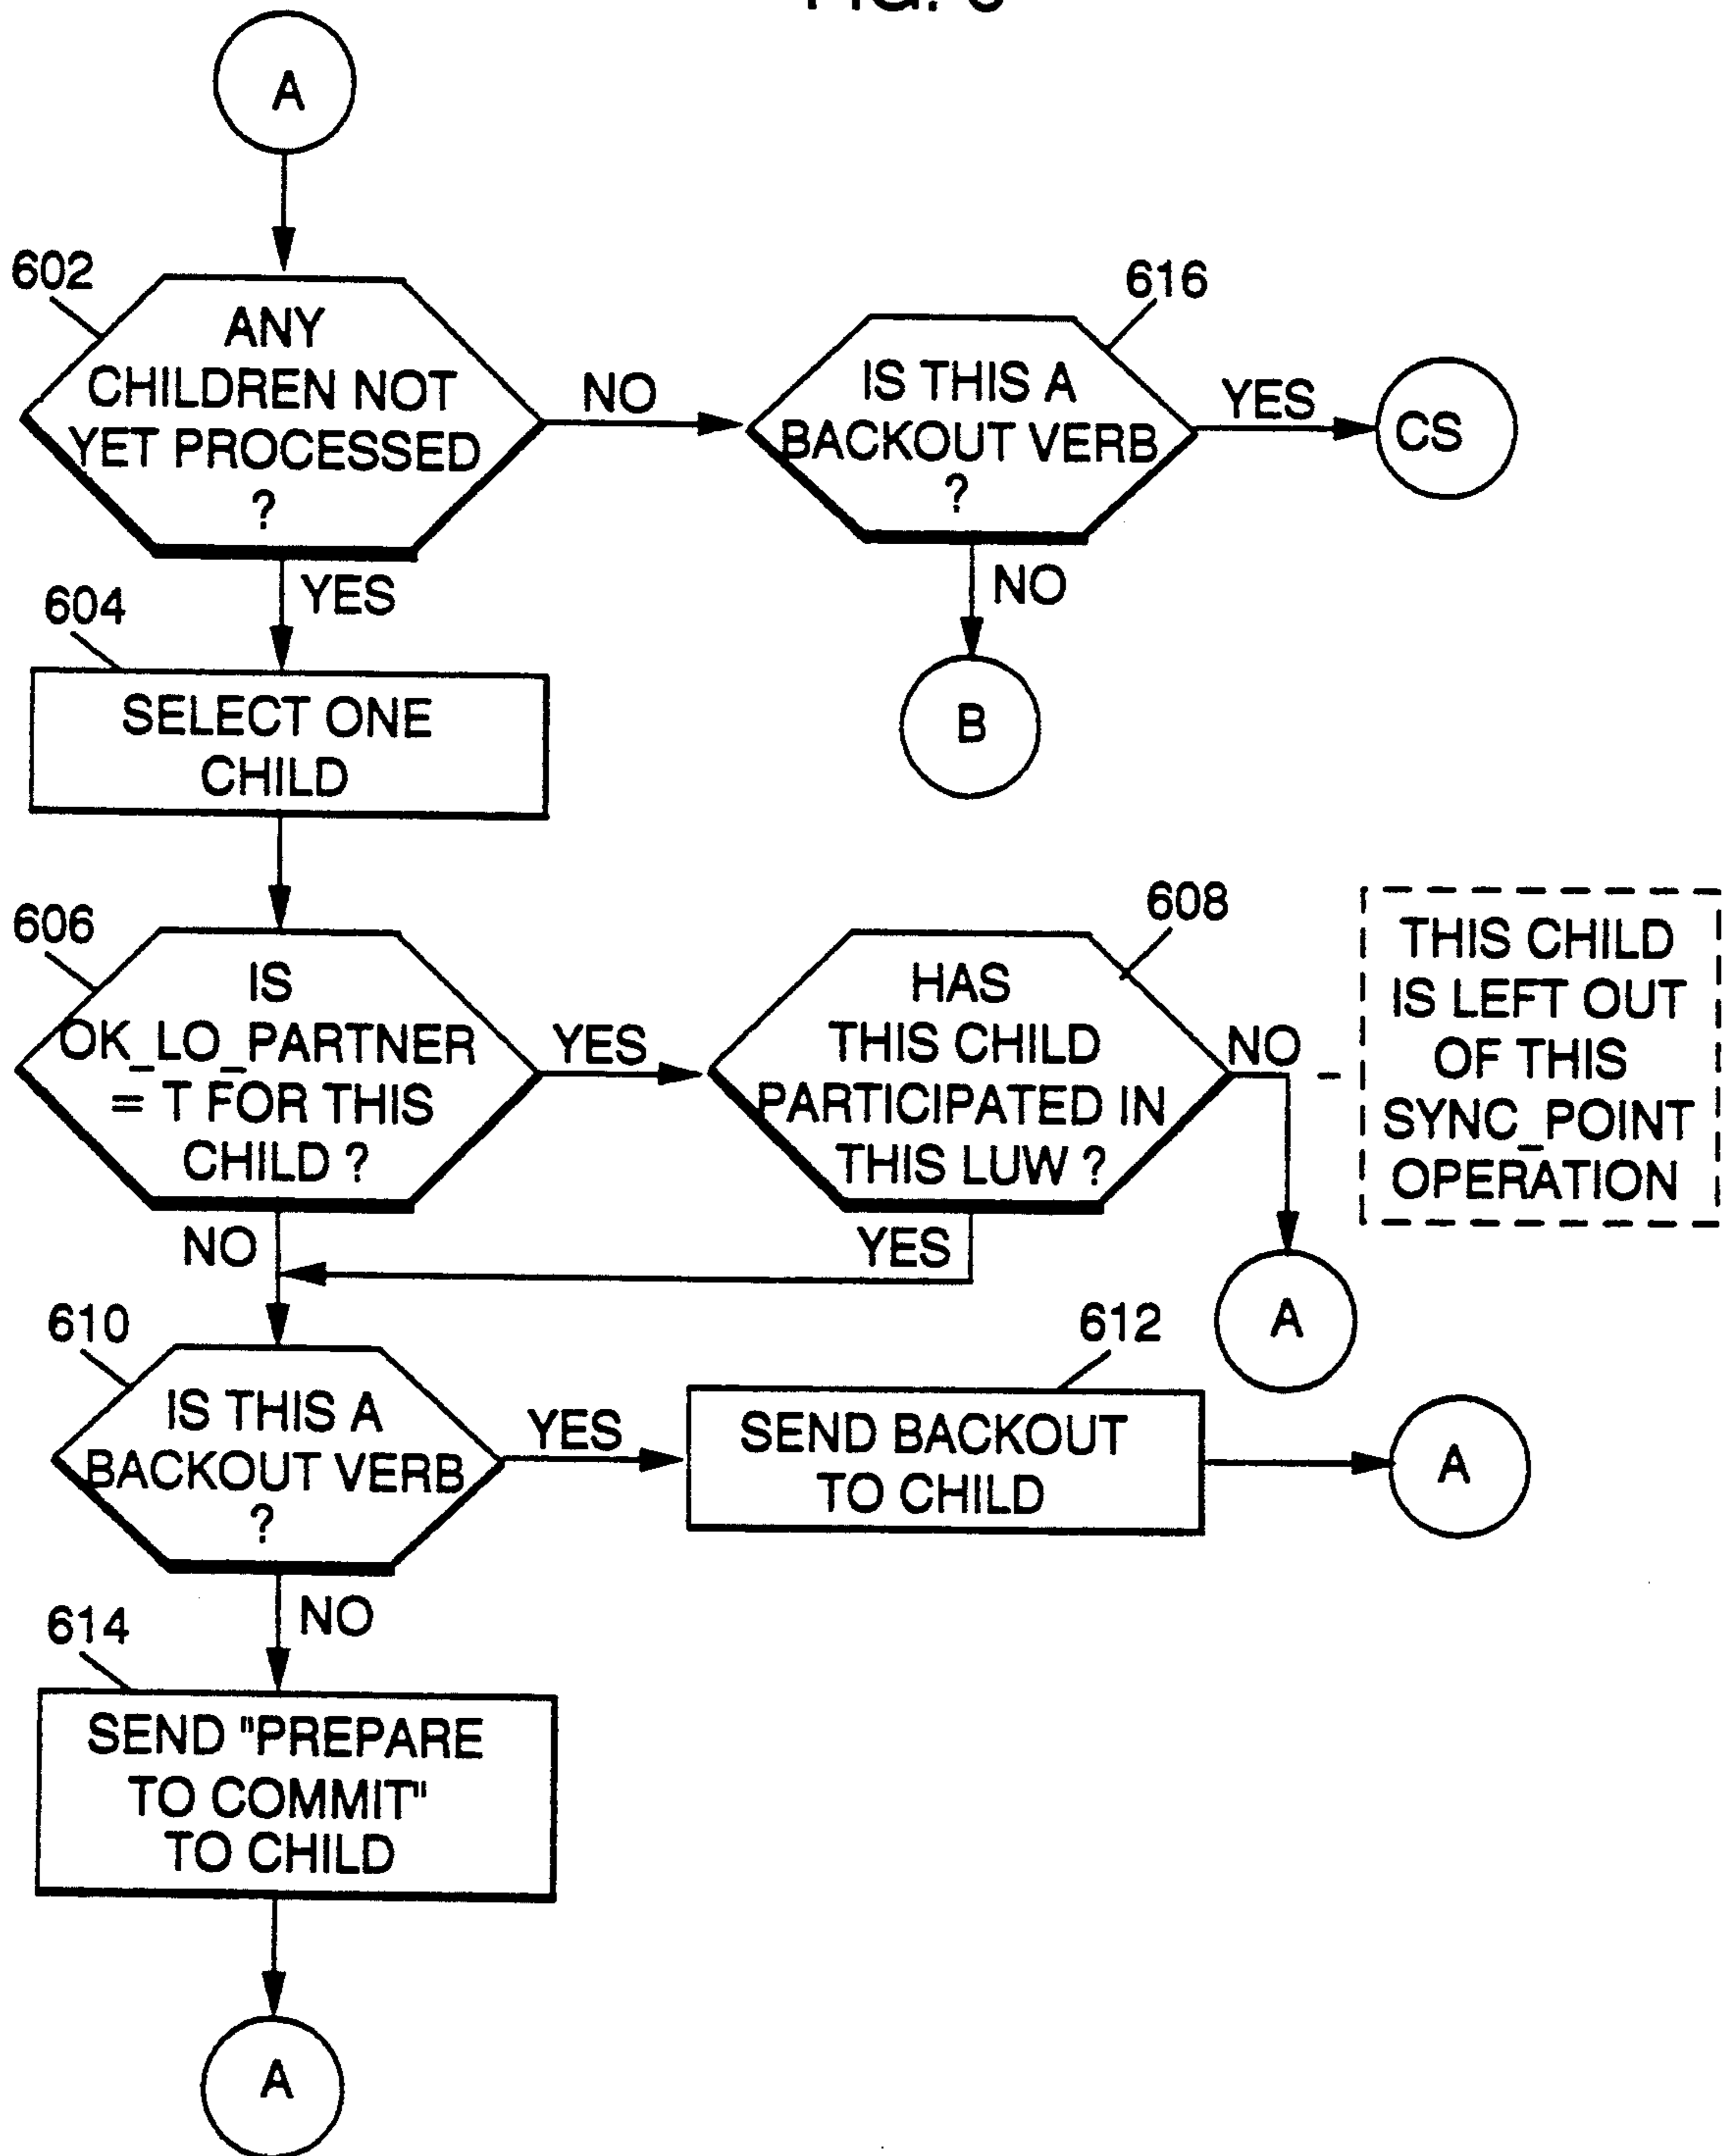 A
602
ANY
CHILDREN NOT
YET PROCESSED
?
NO
616
IS THIS A
BACKOUT VERB
?
YES
CS
YES
NO
B
604
SELECT ONE
CHILD
606
IS
OK_LO_PARTNER
= T FOR THIS
CHILD ?
YES
608
HAS
THIS CHILD
PARTICIPATED IN
THIS LUW ?
NO
THIS CHILD
IS LEFT OUT
OF THIS
SYNC_POINT
OPERATION
NO
YES
A
610
IS THIS A
BACKOUT VERB
?
YES
612
SEND BACKOUT
TO CHILD
A
NO
614
SEND "PREPARE
TO COMMIT"
TO CHILD
A